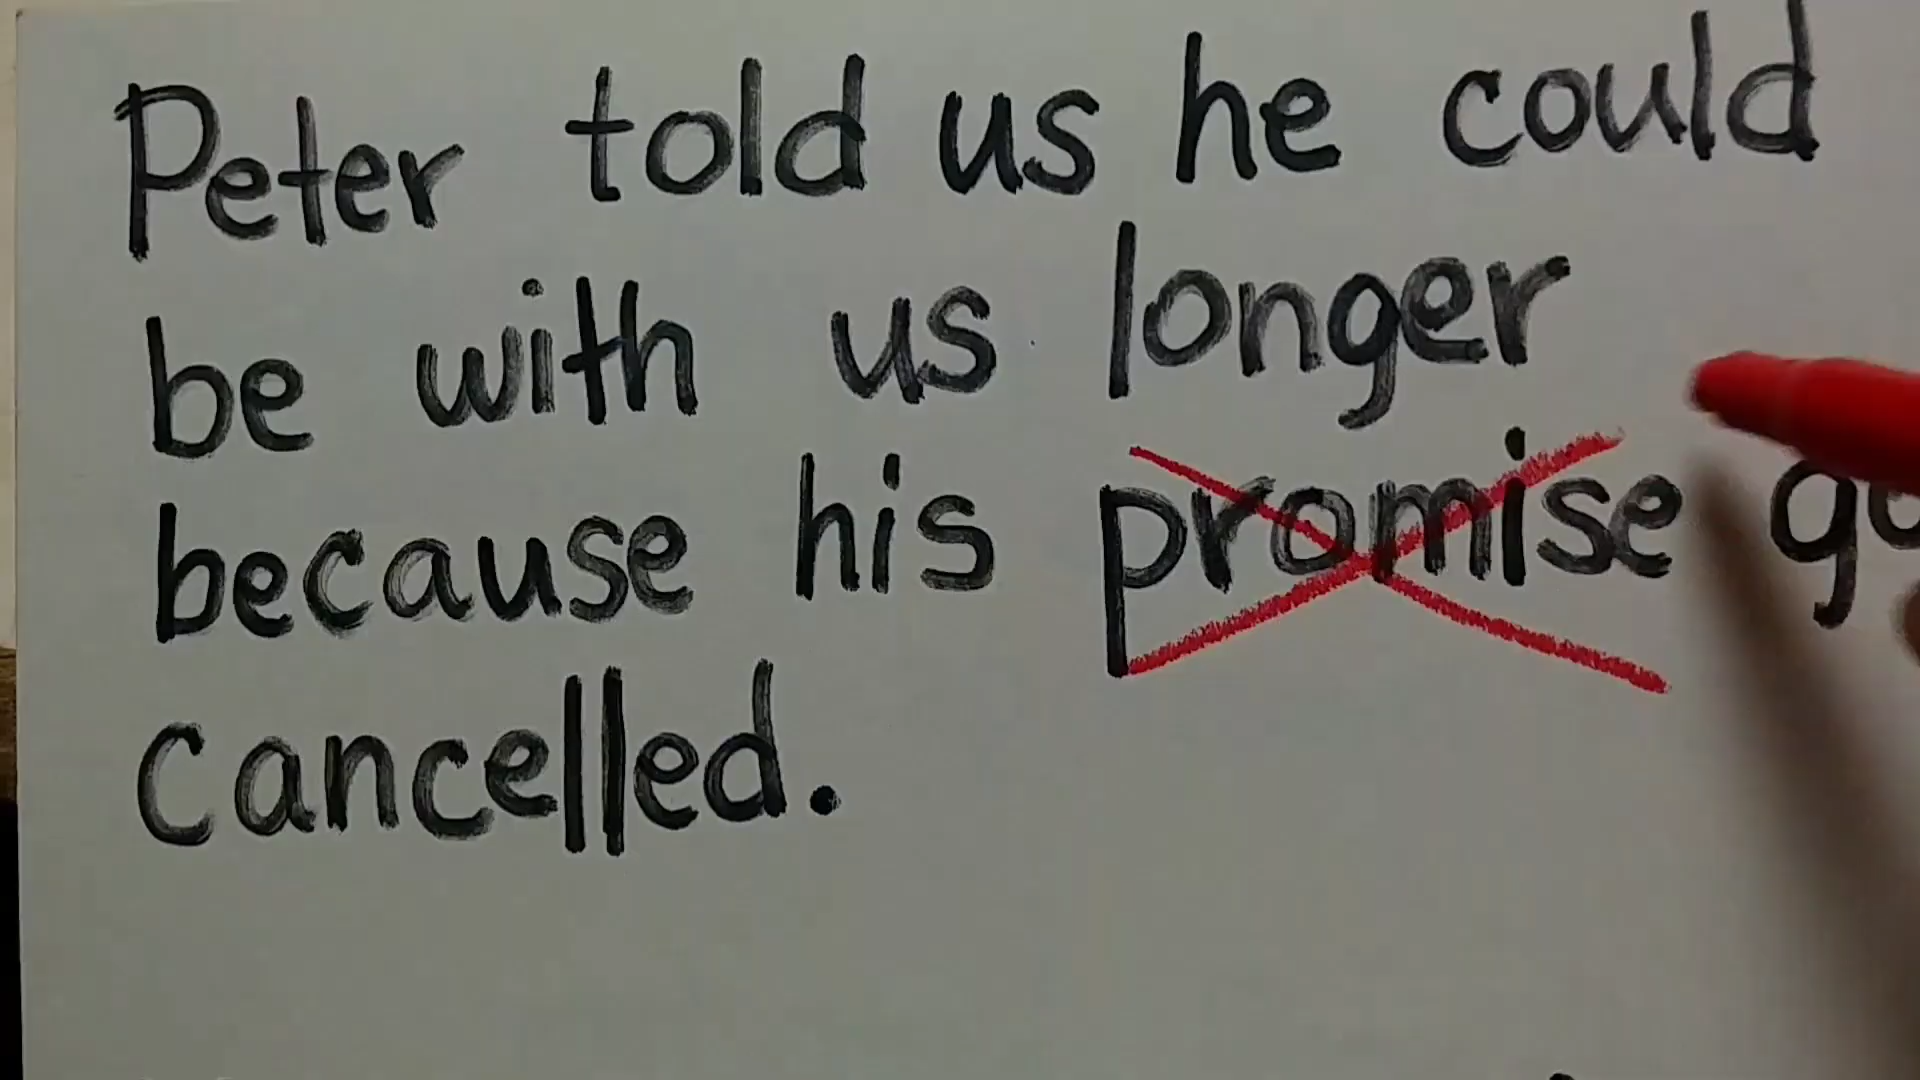 Peter told us he could
be with us longer
because his promise
cancelled.